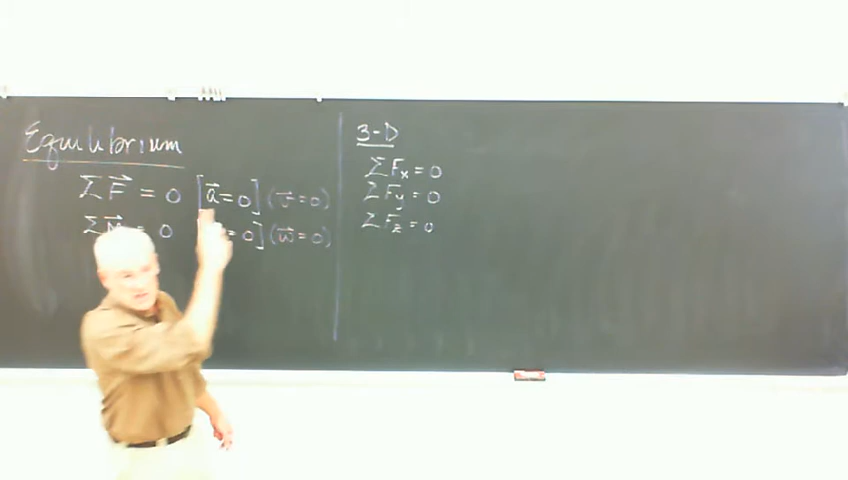 Equilibrium
ΣF⃗ = 0 [a⃗ = 0] (v⃗ = 0)
ΣM⃗ = 0 = 0] (ω⃗ = 0)
3-D
ΣFx = 0
ΣFy = 0
ΣFz = 0